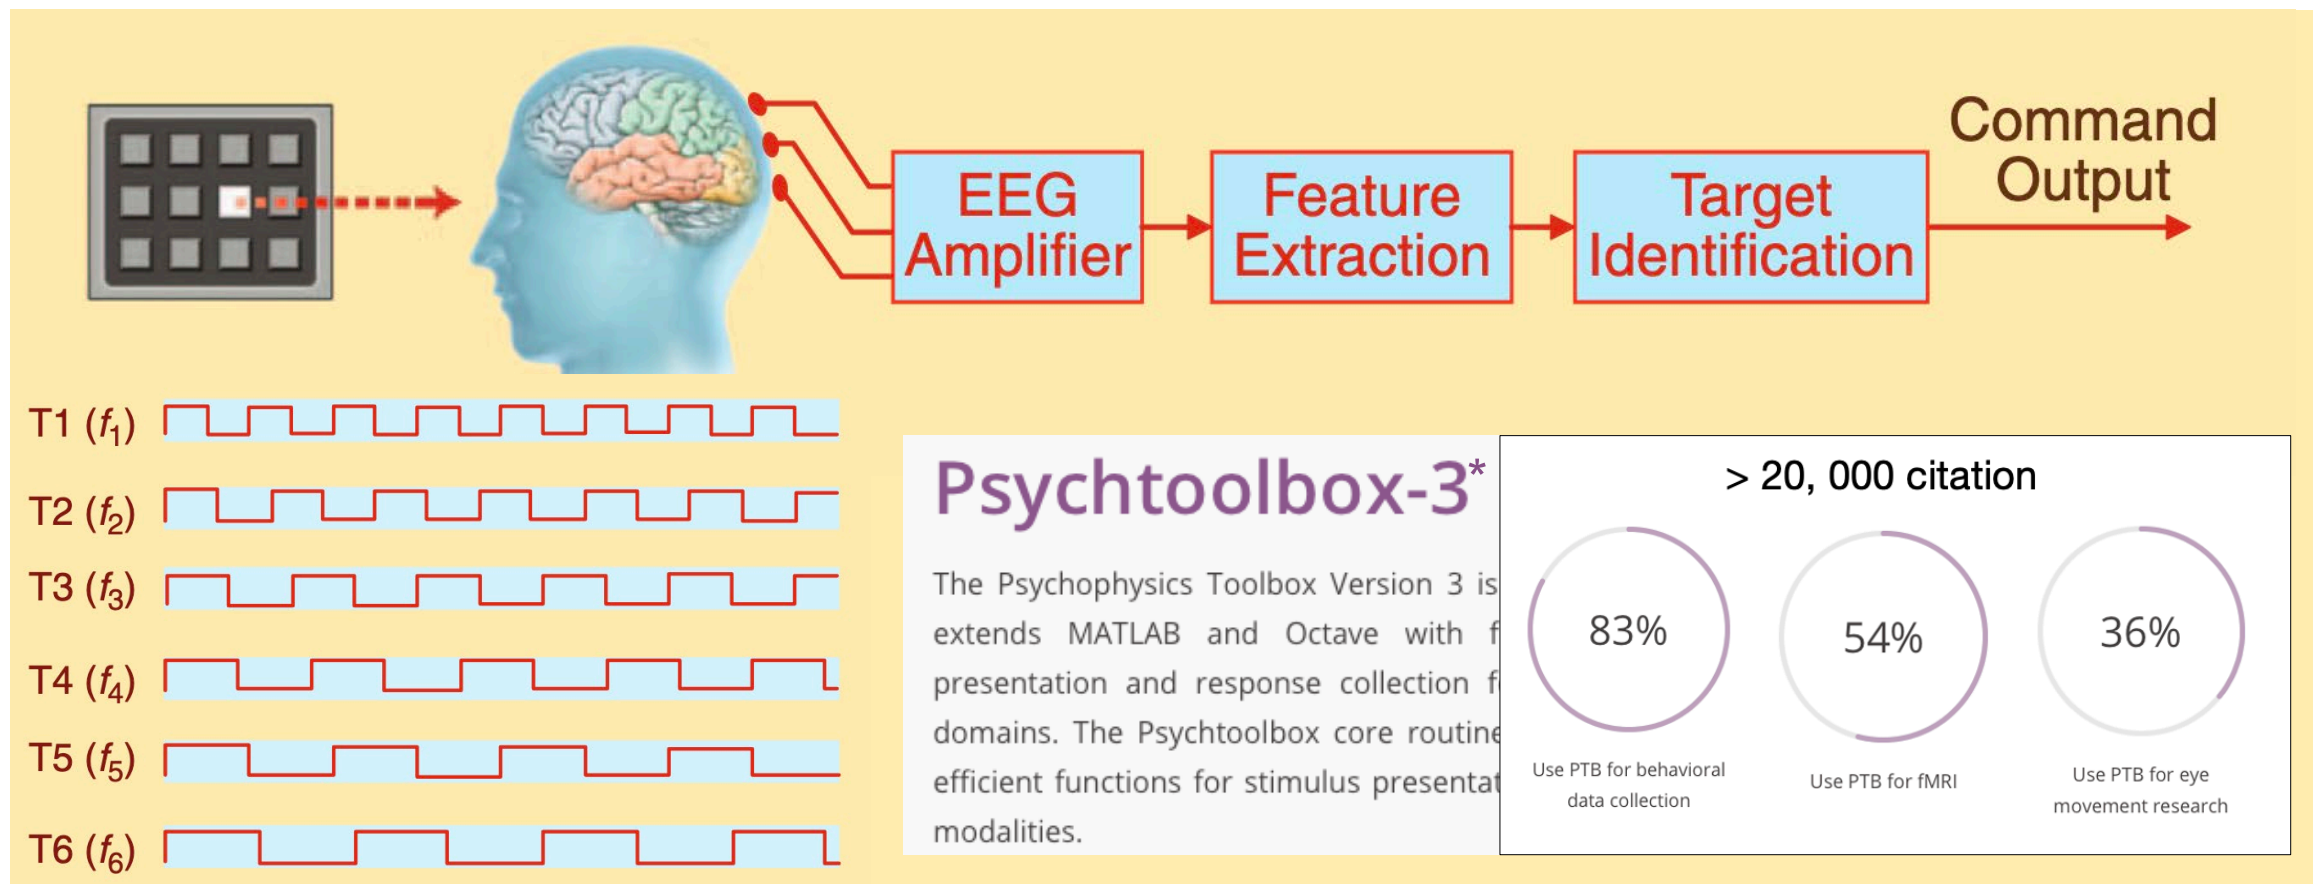 Command
Output
EEG
Amplifier
Feature
Extraction
Target
Identification
T1 (f1)
T2 (f2)
T3 (f3)
T4 (f4)
T5 (f5)
T6 (f6)
Psychtoolbox-3*
The Psychophysics Toolbox Version 3 is
extends MATLAB and Octave with f
presentation and response collection f
domains. The Psychtoolbox core routine
efficient functions for stimulus presentat
modalities.
> 20, 000 citation
83%
Use PTB for behavioral
data collection
54%
Use PTB for fMRI
36%
Use PTB for eye
movement research